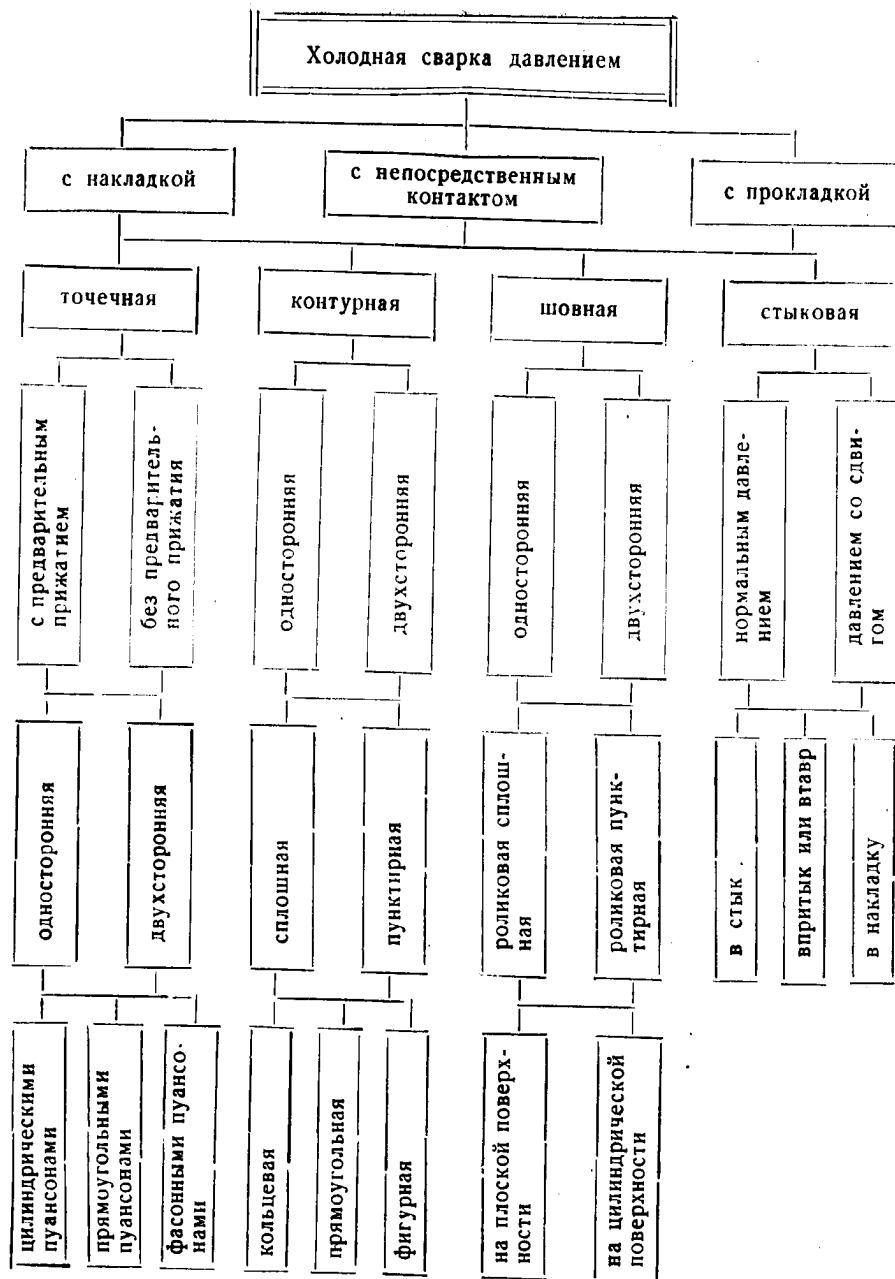 Холодная сварка давлением
с накладкой
с непосредственным
контактом
с прокладкой
точечная
контурная
шовная
стыковая
с предварительным
прижатием
без предваритель-
ного прижатия
односторонняя
двухсторонняя
односторонняя
двухсторонняя
нормальным давле-
нием
давлением со сдви-
гом
односторонняя
двухсторонняя
сплошная
пунктирная
роликовая сплош-
ная
роликовая пунк-
тирная
в стык
впритык или втавр
в накладку
цилиндрическими
пуансонами
прямоугольными
пуансонами
фасонными пуансо-
нами
кольцевая
прямоугольная
фигурная
на плоской поверх-
ности
на цилиндрической
поверхности